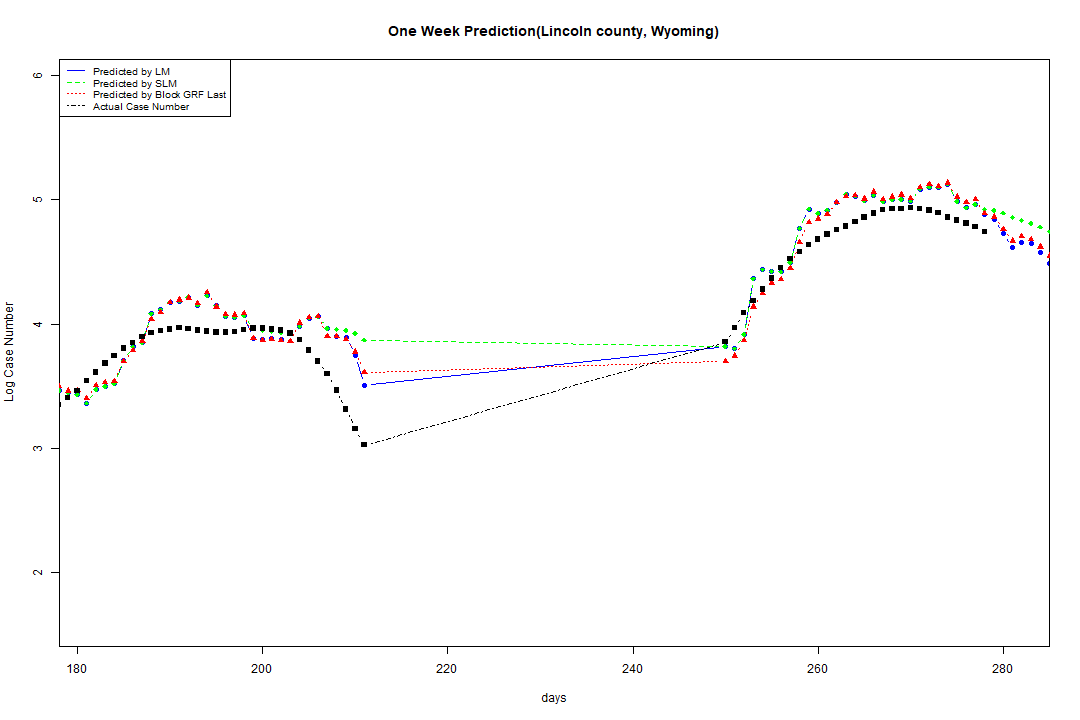 One Week Prediction(Lincoln county, Wyoming)
Predicted by LM
Predicted by SLM
Predicted by Block GRF Last
Actual Case Number
Log Case Number
6
5
4
3
2
180 200 220 240 260 280
days